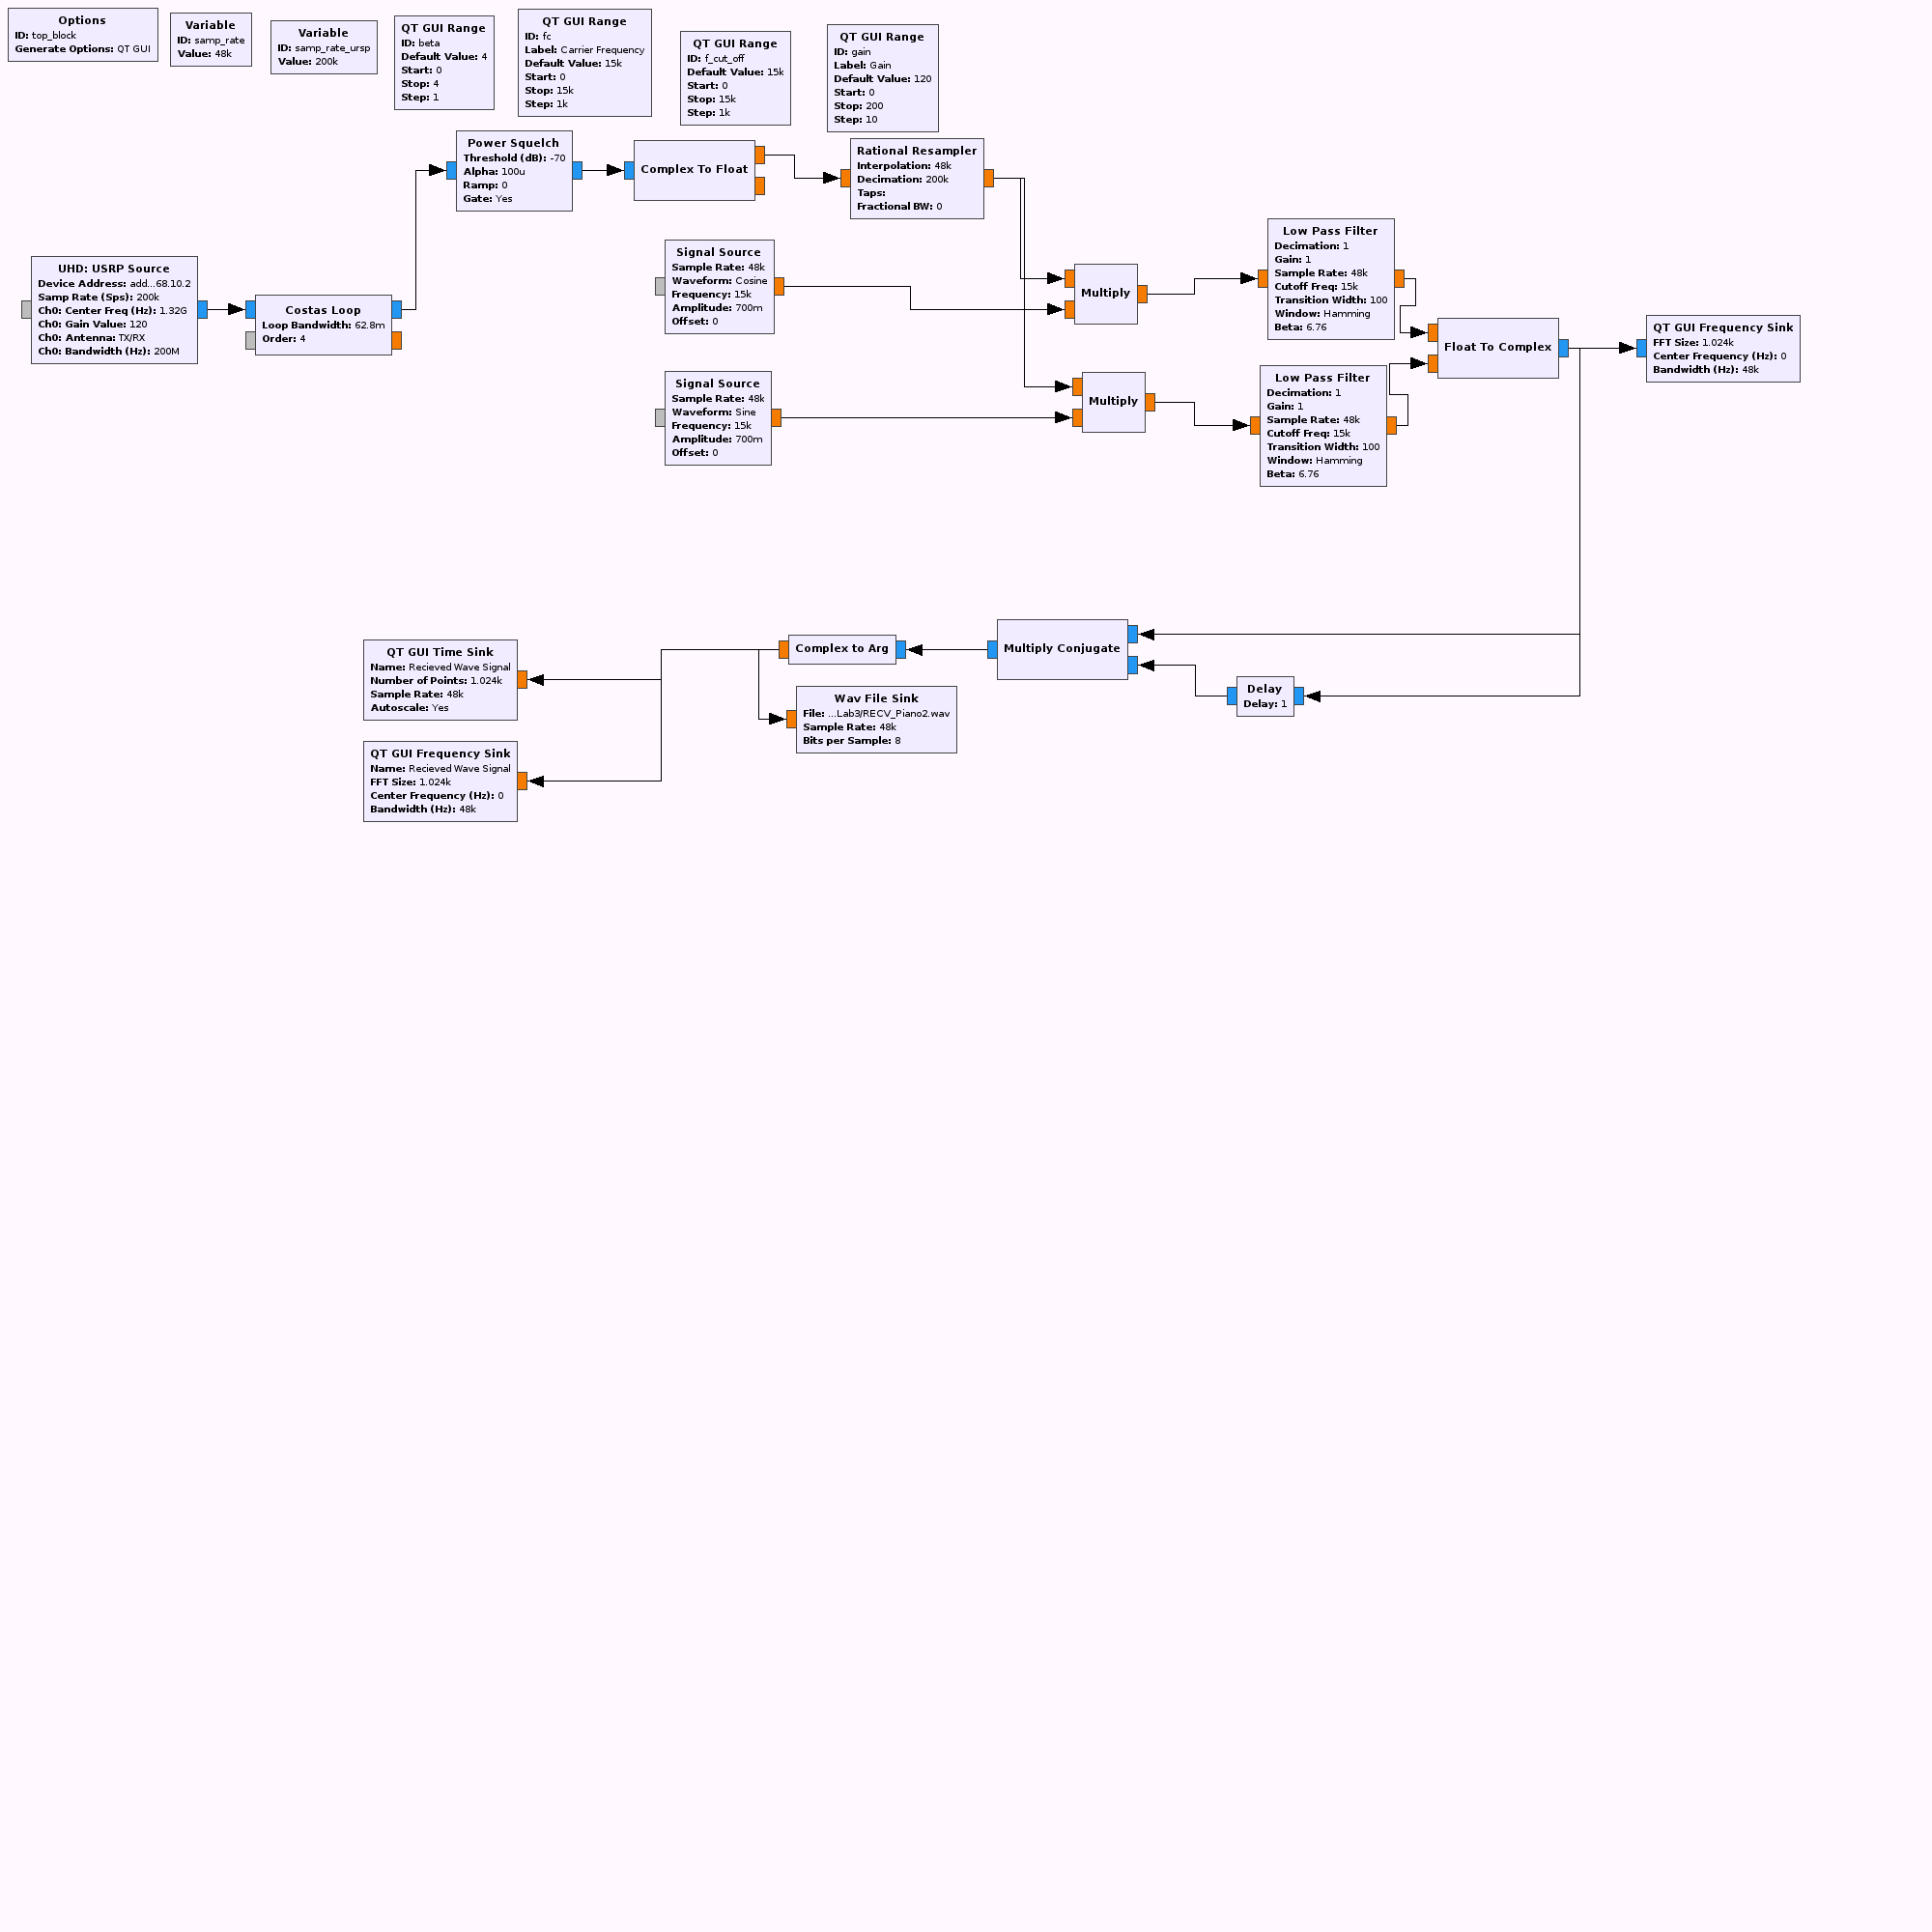 Options
ID: top_block
Generate Options: QT GUI
Variable
ID: samp_rate
Value: 48k
Variable
ID: samp_rate_ursp
Value: 200k
QT GUI Range
ID: beta
Default Value: 4
Start: 0
Stop: 4
Step: 1
QT GUI Range
ID: fc
Label: Carrier Frequency
Default Value: 15k
Start: 0
Stop: 15k
Step: 1k
QT GUI Range
ID: f_cut_off
Default Value: 15k
Start: 0
Stop: 15k
Step: 1k
QT GUI Range
ID: gain
Label: Gain
Default Value: 120
Start: 0
Stop: 200
Step: 10
Power Squelch
Threshold (dB): -70
Alpha: 100u
Ramp: 0
Gate: Yes
Complex To Float
Rational Resampler
Interpolation: 48k
Decimation: 200k
Taps:
Fractional BW: 0
UHD: USRP Source
Device Address: add...68.10.2
Samp Rate (Sps): 200k
Ch0: Center Freq (Hz): 1.32G
Ch0: Gain Value: 120
Ch0: Antenna: TX/RX
Ch0: Bandwidth (Hz): 200M
Costas Loop
Loop Bandwidth: 62.8m
Order: 4
Signal Source
Sample Rate: 48k
Waveform: Cosine
Frequency: 15k
Amplitude: 700m
Offset: 0
Multiply
Low Pass Filter
Decimation: 1
Gain: 1
Sample Rate: 48k
Cutoff Freq: 15k
Transition Width: 100
Window: Hamming
Beta: 6.76
Signal Source
Sample Rate: 48k
Waveform: Sine
Frequency: 15k
Amplitude: 700m
Offset: 0
Multiply
Low Pass Filter
Decimation: 1
Gain: 1
Sample Rate: 48k
Cutoff Freq: 15k
Transition Width: 100
Window: Hamming
Beta: 6.76
Float To Complex
QT GUI Frequency Sink
FFT Size: 1.024k
Center Frequency (Hz): 0
Bandwidth (Hz): 48k
QT GUI Time Sink
Name: Recieved Wave Signal
Number of Points: 1.024k
Sample Rate: 48k
Autoscale: Yes
Complex to Arg
Multiply Conjugate
Delay
Delay: 1
Wav File Sink
File: ...Lab3/RECV_Piano2.wav
Sample Rate: 48k
Bits per Sample: 8
QT GUI Frequency Sink
Name: Recieved Wave Signal
FFT Size: 1.024k
Center Frequency (Hz): 0
Bandwidth (Hz): 48k